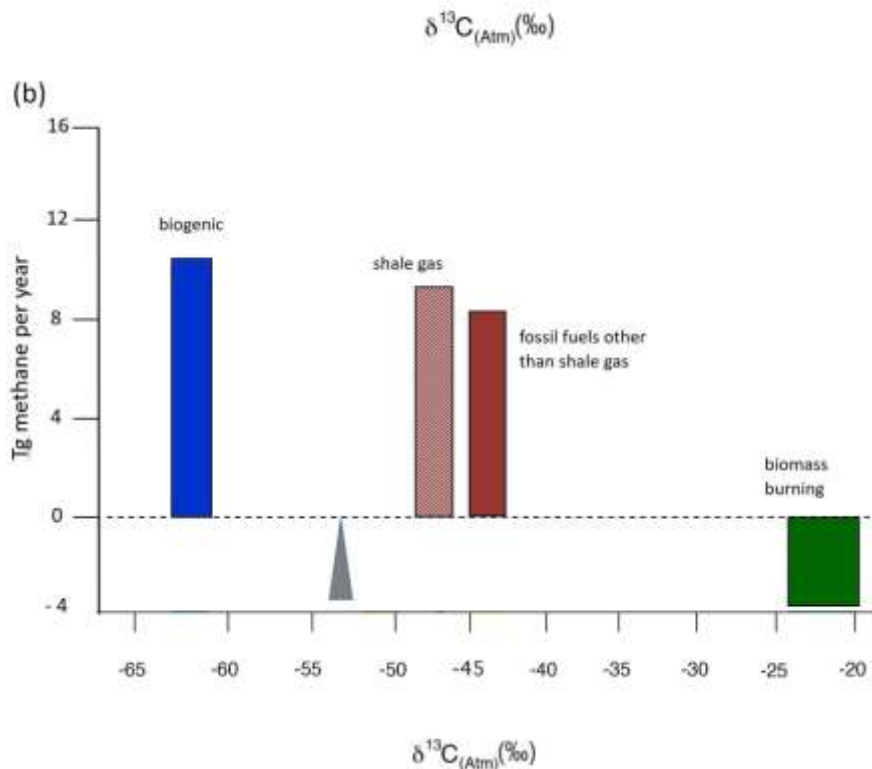 δ¹³C(Atm)(‰)
(b)
16
12
8
4
0
- 4
Tg methane per year
biogenic
shale gas
fossil fuels other
than shale gas
biomass
burning
-65 -60 -55 -50 -45 -40 -35 -30 -25 -20
δ¹³C(Atm)(‰)